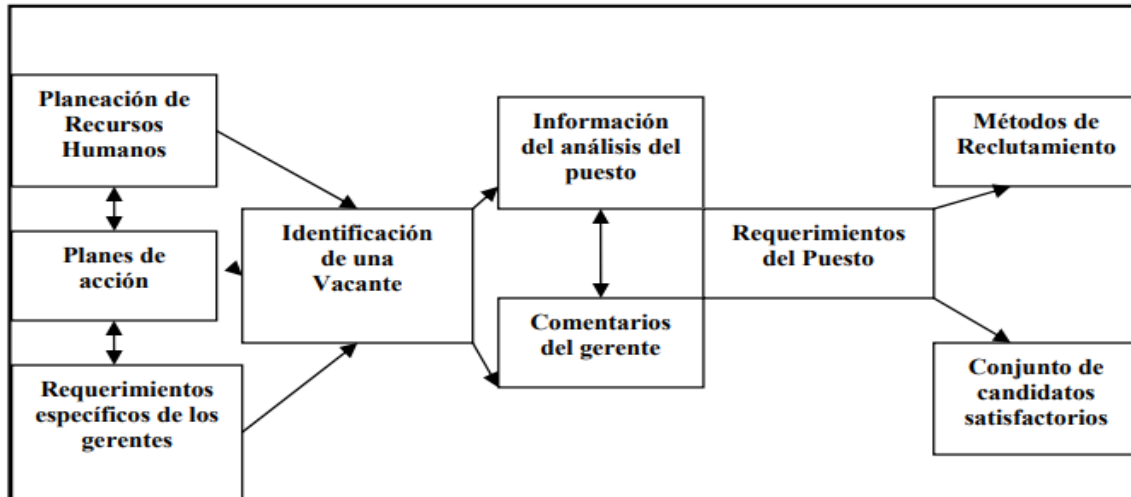 Planeación de
Recursos
Humanos
Planes de
acción
Requerimientos
específicos de los
gerentes
Identificación
de una
Vacante
Información
del análisis del
puesto
Comentarios
del gerente
Requerimientos
del Puesto
Métodos de
Reclutamiento
Conjunto de
candidatos
satisfactorios